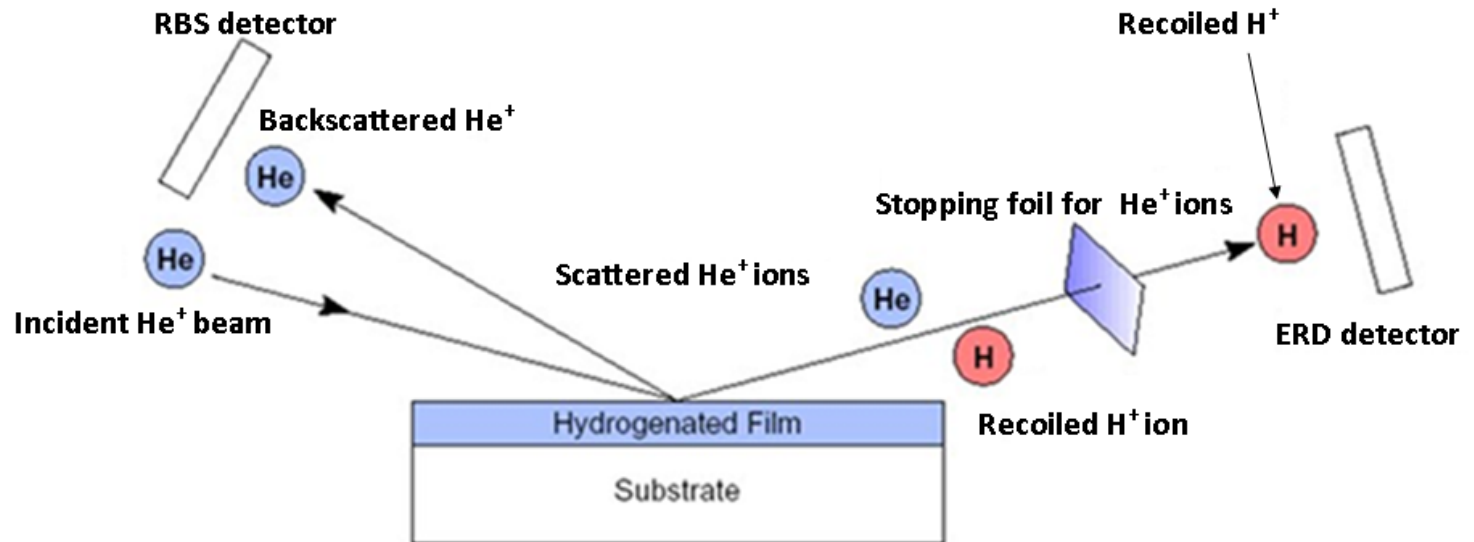 RBS detector
Recoiled H⁺
Backscattered He⁺
He
Stopping foil for He⁺ ions
He
H
Scattered He⁺ ions
He
Incident He⁺ beam
ERD detector
H
Hydrogenated Film
Recoiled H⁺ ion
Substrate